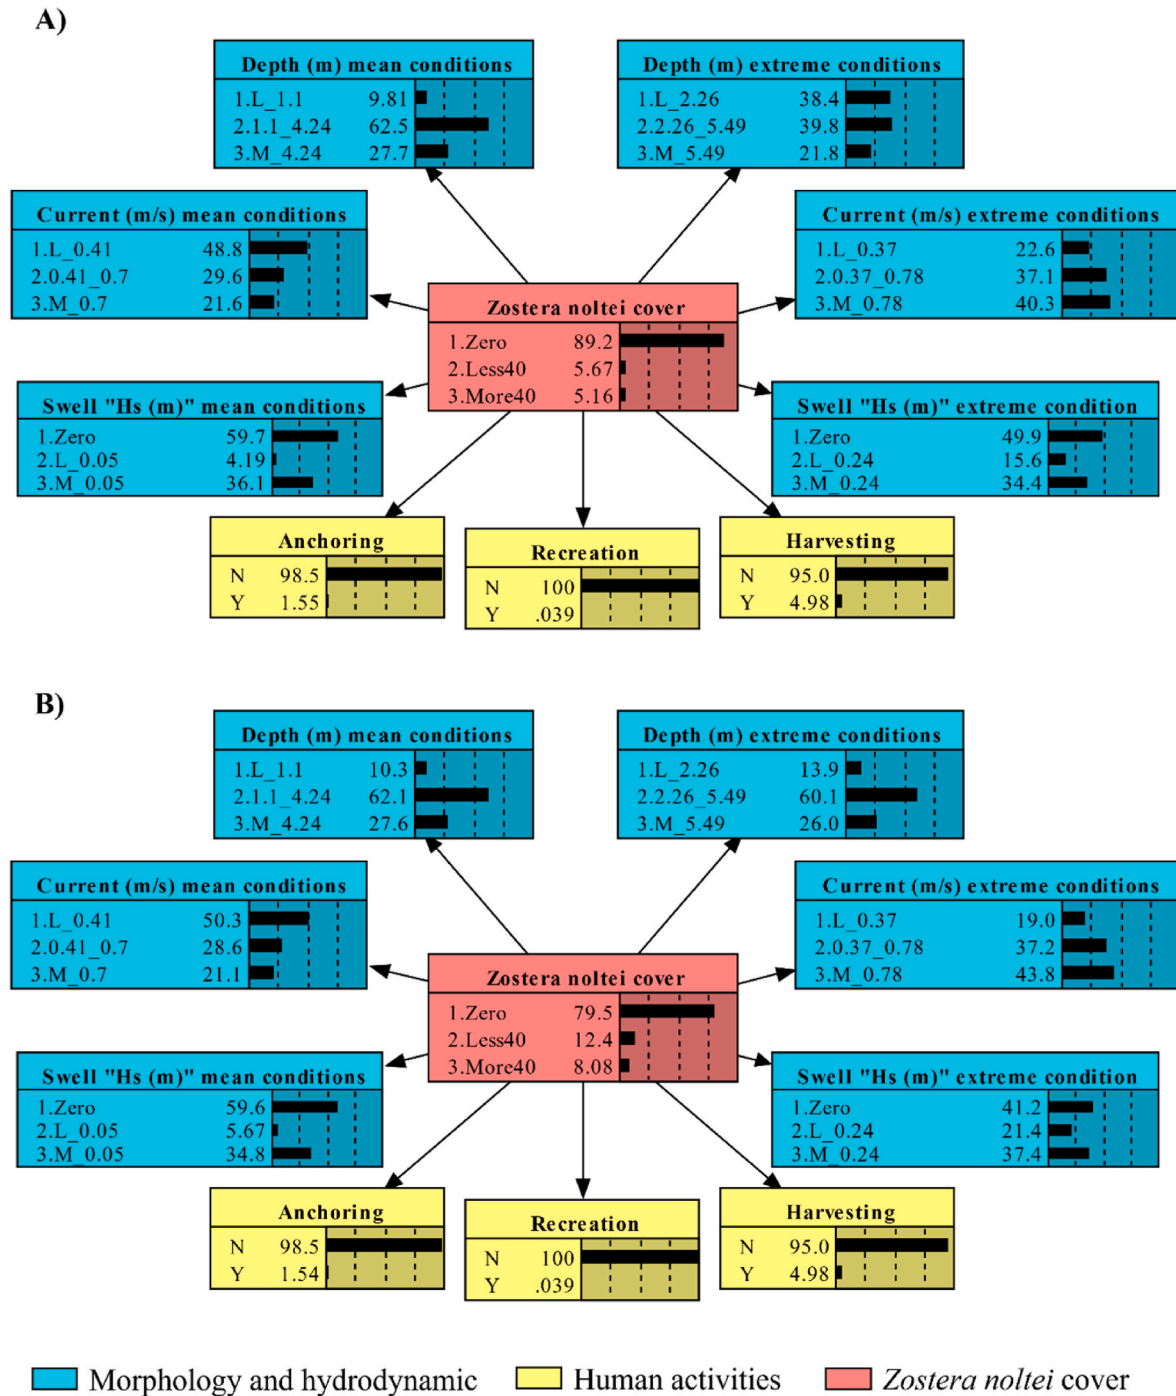 A)
Depth (m) mean conditions
1.L_1.1 9.81
2.1.1_4.24 62.5
3.M_4.24 27.7
Depth (m) extreme conditions
1.L_2.26 38.4
2.2.26_5.49 39.8
3.M_5.49 21.8
Current (m/s) mean conditions
1.L_0.41 48.8
2.0.41_0.7 29.6
3.M_0.7 21.6
Current (m/s) extreme conditions
1.L_0.37 22.6
2.0.37_0.78 37.1
3.M_0.78 40.3
Zostera noltei cover
1.Zero 89.2
2.Less40 5.67
3.More40 5.16
Swell "Hs (m)" mean conditions
1.Zero 59.7
2.L_0.05 4.19
3.M_0.05 36.1
Swell "Hs (m)" extreme condition
1.Zero 49.9
2.L_0.24 15.6
3.M_0.24 34.4
Anchoring
N 98.5
Y 1.55
Recreation
N 100
Y .039
Harvesting
N 95.0
Y 4.98
B)
Depth (m) mean conditions
1.L_1.1 10.3
2.1.1_4.24 62.1
3.M_4.24 27.6
Depth (m) extreme conditions
1.L_2.26 13.9
2.2.26_5.49 60.1
3.M_5.49 26.0
Current (m/s) mean conditions
1.L_0.41 50.3
2.0.41_0.7 28.6
3.M_0.7 21.1
Current (m/s) extreme conditions
1.L_0.37 19.0
2.0.37_0.78 37.2
3.M_0.78 43.8
Zostera noltei cover
1.Zero 79.5
2.Less40 12.4
3.More40 8.08
Swell "Hs (m)" mean conditions
1.Zero 59.6
2.L_0.05 5.67
3.M_0.05 34.8
Swell "Hs (m)" extreme condition
1.Zero 41.2
2.L_0.24 21.4
3.M_0.24 37.4
Anchoring
N 98.5
Y 1.54
Recreation
N 100
Y .039
Harvesting
N 95.0
Y 4.98
Morphology and hydrodynamic Human activities Zostera noltei cover